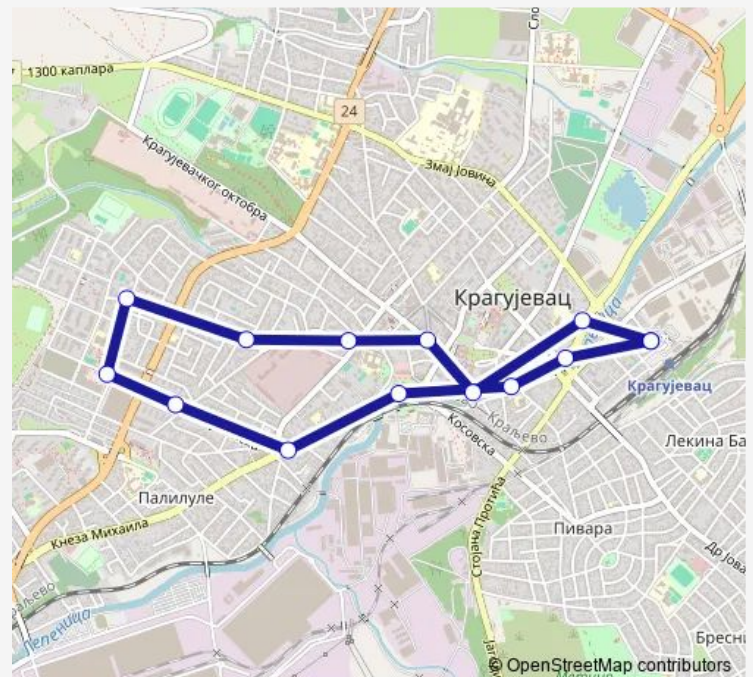 1300 каплара
24
Крагујевачког октобра
Змај Јовина
Крагујевац
Крагујевац
Краљево
Косовска
Лекина Ба
Палилуле
Пивара
Стојана Протића
Кнеза Михаила
Др Јова
Лепеница
Бресни
© OpenStreetMap contributors